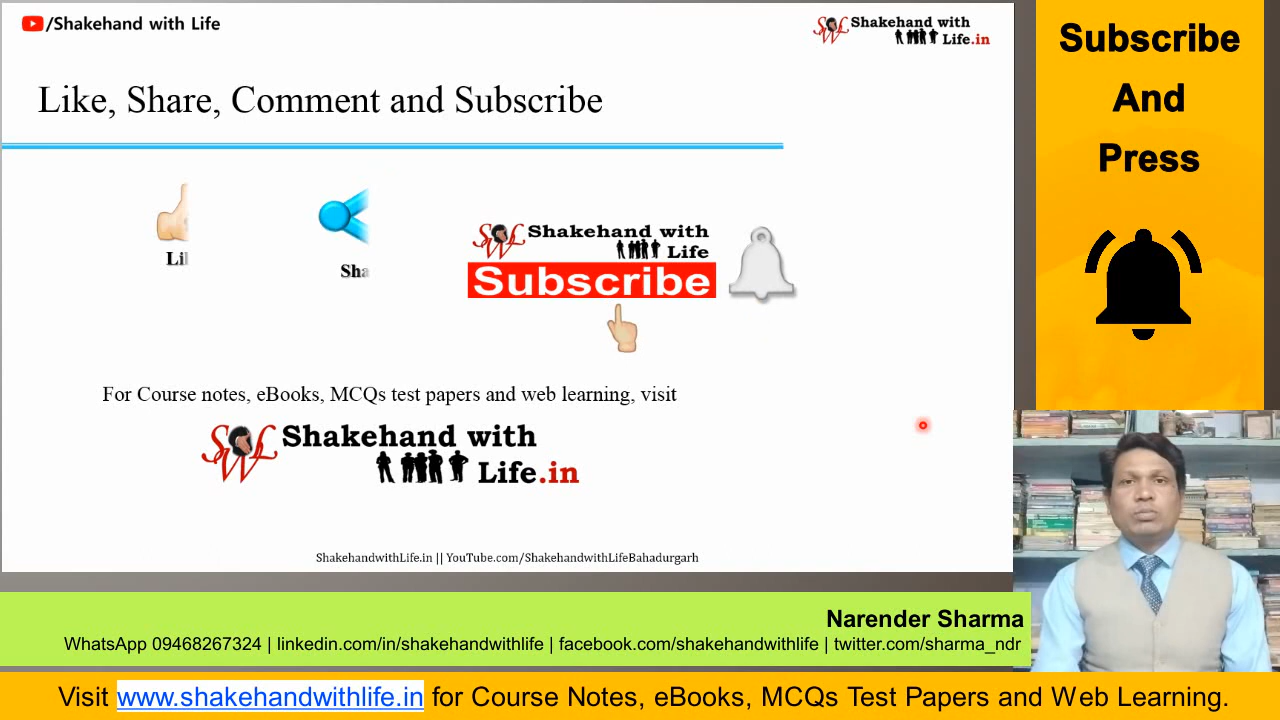 /Shakehand with Life
Shakehand with
Life.in
Like, Share, Comment and Subscribe
Li
Sha
Shakehand with
Life
Subscribe
For Course notes, eBooks, MCQs test papers and web learning, visit
SWL Shakehand with
Life.in
ShakehandwithLife.in || YouTube.com/ShakehandwithLifeBahadurgarh
Subscribe
And
Press
Narender Sharma
WhatsApp 09468267324 | linkedin.com/in/shakehandwithlife | facebook.com/shakehandwithlife | twitter.com/sharma_ndr
Visit www.shakehandwithlife.in for Course Notes, eBooks, MCQs Test Papers and Web Learning.